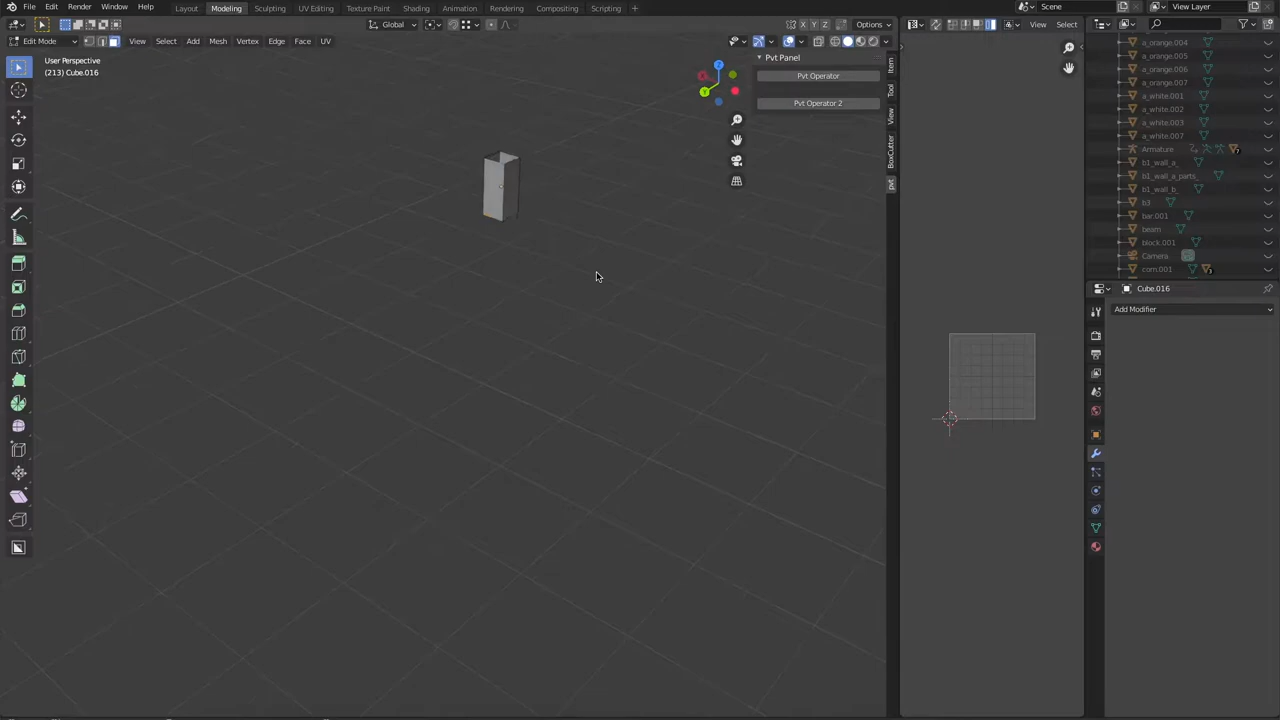 File Edit Render Window Help Layout Modeling Sculpting UV Editing Texture Paint Shading Animation Rendering Compositing Scripting + Scene View Layer
Global Options View Select
Edit Mode View Select Add Mesh Vertex Edge Face UV
X Y Z
User Perspective
(213) Cube.016
Pvt Panel
Pvt Operator
Pvt Operator 2
Z
Y
Item
Tool
View
BoxCutter
pvt
a_orange.004
a_orange.005
a_orange.006
a_orange.007
a_white.001
a_white.002
a_white.003
a_white.007
Armature
b1_wall_a_
b1_wall_a_parts_
b1_wall_b_
b3
bar.001
beam
block.001
Camera
corn.001
Cube.016
Add Modifier